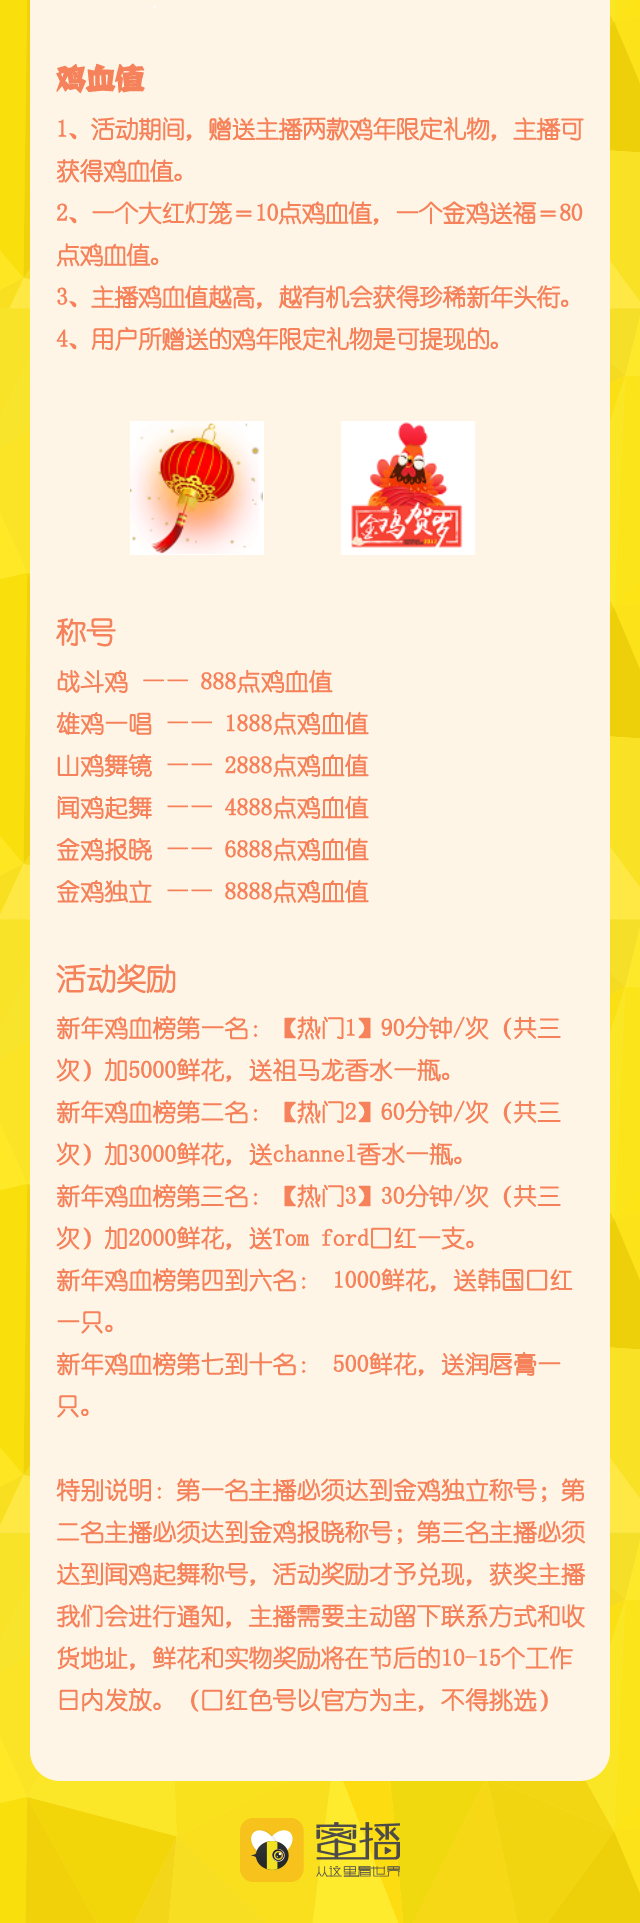 鸡血值
1、活动期间，赠送主播两款鸡年限定礼物，主播可
获得鸡血值。
2、一个大红灯笼＝10点鸡血值，一个金鸡送福＝80
点鸡血值。
3、主播鸡血值越高，越有机会获得珍稀新年头衔。
4、用户所赠送的鸡年限定礼物是可提现的。
金鸡贺岁
称号
战斗鸡 一一 888点鸡血值
雄鸡一唱 一一 1888点鸡血值
山鸡舞镜 一一 2888点鸡血值
闻鸡起舞 一一 4888点鸡血值
金鸡报晓 一一 6888点鸡血值
金鸡独立 一一 8888点鸡血值
活动奖励
新年鸡血榜第一名：【热门1】90分钟/次（共三
次）加5000鲜花，送祖马龙香水一瓶。
新年鸡血榜第二名：【热门2】60分钟/次（共三
次）加3000鲜花，送channel香水一瓶。
新年鸡血榜第三名：【热门3】30分钟/次（共三
次）加2000鲜花，送Tom ford口红一支。
新年鸡血榜第四到六名： 1000鲜花，送韩国口红
一只。
新年鸡血榜第七到十名： 500鲜花，送润唇膏一
只。
特别说明：第一名主播必须达到金鸡独立称号；第
二名主播必须达到金鸡报晓称号；第三名主播必须
达到闻鸡起舞称号，活动奖励才予兑现，获奖主播
我们会进行通知，主播需要主动留下联系方式和收
货地址，鲜花和实物奖励将在节后的10-15个工作
日内发放。（口红色号以官方为主，不得挑选）
蜜播
从这里看世界